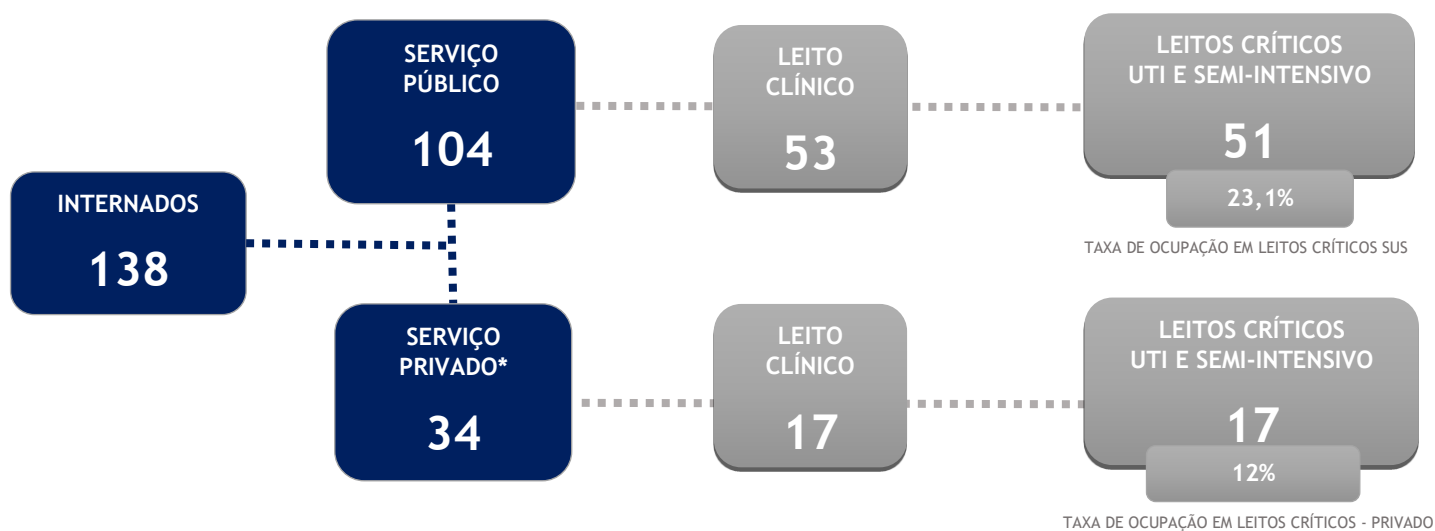 INTERNADOS
138
SERVIÇO
PÚBLICO
104
LEITO
CLÍNICO
53
LEITOS CRÍTICOS
UTI E SEMI-INTENSIVO
51
23,1%
TAXA DE OCUPAÇÃO EM LEITOS CRÍTICOS SUS
SERVIÇO
PRIVADO*
34
LEITO
CLÍNICO
17
LEITOS CRÍTICOS
UTI E SEMI-INTENSIVO
17
12%
TAXA DE OCUPAÇÃO EM LEITOS CRÍTICOS - PRIVADO